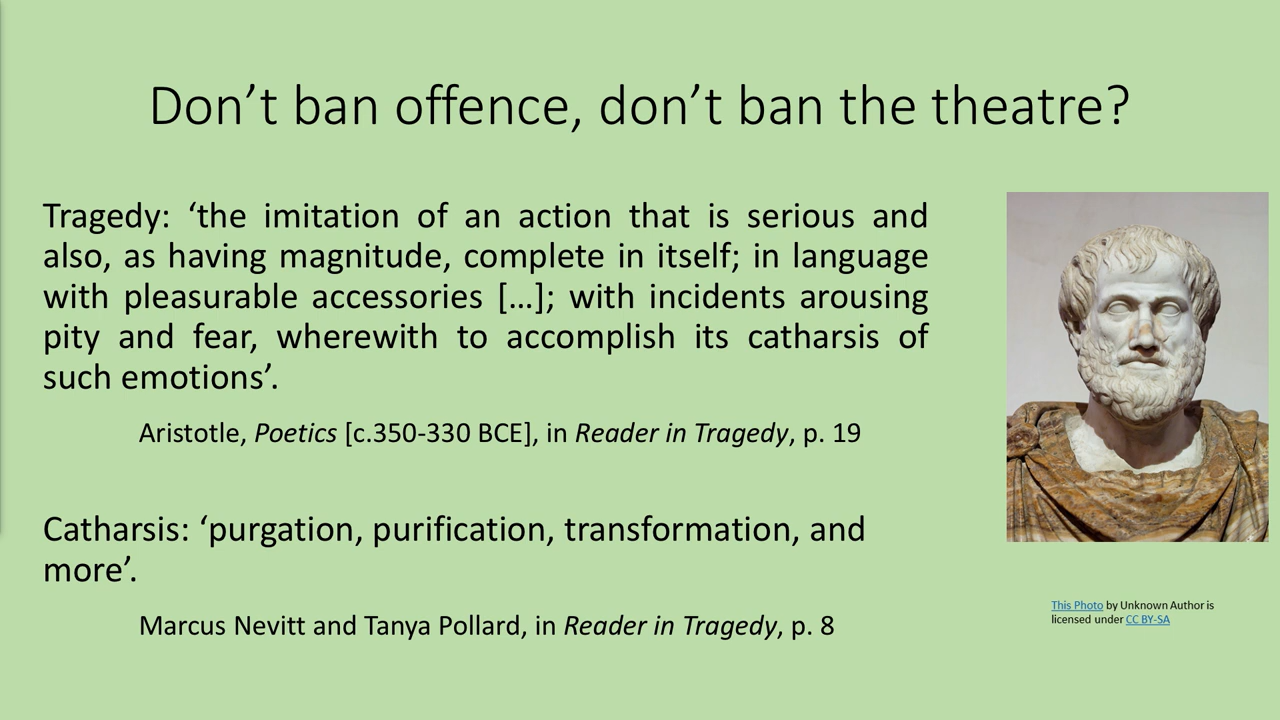 Don’t ban offence, don’t ban the theatre?
Tragedy: ‘the imitation of an action that is serious and
also, as having magnitude, complete in itself; in language
with pleasurable accessories […]; with incidents arousing
pity and fear, wherewith to accomplish its catharsis of
such emotions’.
Aristotle, Poetics [c.350-330 BCE], in Reader in Tragedy, p. 19
Catharsis: ‘purgation, purification, transformation, and
more’.
Marcus Nevitt and Tanya Pollard, in Reader in Tragedy, p. 8
This Photo by Unknown Author is
licensed under CC BY-SA